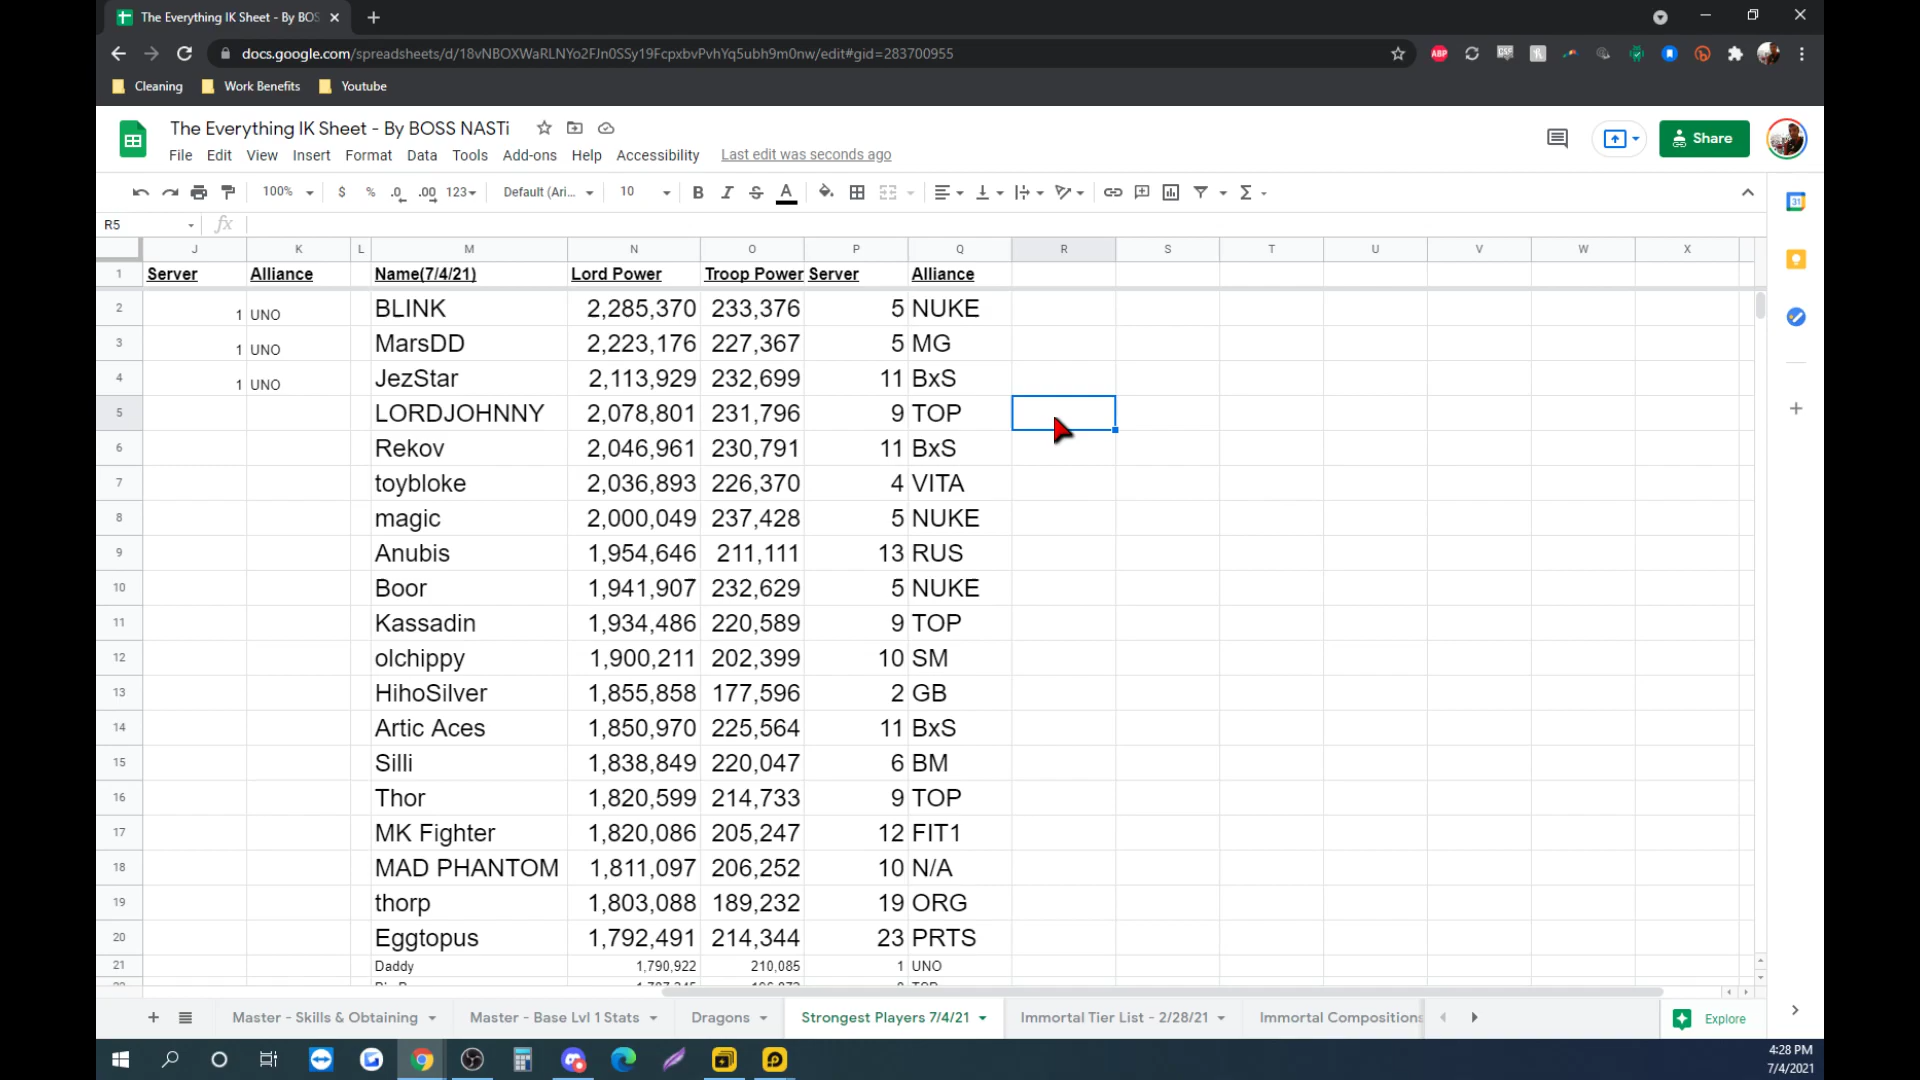 The Everything IK Sheet - By BOS
docs.google.com/spreadsheets/d/18vNBOXWaRLNYo2FJn0SSy19FcpxbvPvhYq5ubh9m0nw/edit#gid=283700955
Cleaning Work Benefits Youtube
The Everything IK Sheet - By BOSS NASTi
Share
File Edit View Insert Format Data Tools Add-ons Help Accessibility Last edit was seconds ago
100% $ % .0 .00 123 Default (Ari... 10 B I S A
R5 fx
J K L M N O P Q R S T U V W X
1 Server Alliance Name(7/4/21) Lord Power Troop Power Server Alliance
2 1 UNO BLINK 2,285,370 233,376 5 NUKE
3 1 UNO MarsDD 2,223,176 227,367 5 MG
4 1 UNO JezStar 2,113,929 232,699 11 BxS
5 LORDJOHNNY 2,078,801 231,796 9 TOP
6 Rekov 2,046,961 230,791 11 BxS
7 toybloke 2,036,893 226,370 4 VITA
8 magic 2,000,049 237,428 5 NUKE
9 Anubis 1,954,646 211,111 13 RUS
10 Boor 1,941,907 232,629 5 NUKE
11 Kassadin 1,934,486 220,589 9 TOP
12 olchippy 1,900,211 202,399 10 SM
13 HihoSilver 1,855,858 177,596 2 GB
14 Artic Aces 1,850,970 225,564 11 BxS
15 Silli 1,838,849 220,047 6 BM
16 Thor 1,820,599 214,733 9 TOP
17 MK Fighter 1,820,086 205,247 12 FIT1
18 MAD PHANTOM 1,811,097 206,252 10 N/A
19 thorp 1,803,088 189,232 19 ORG
20 Eggtopus 1,792,491 214,344 23 PRTS
21 Daddy 1,790,922 210,085 1 UNO
Master - Skills & Obtaining Master - Base Lvl 1 Stats Dragons Strongest Players 7/4/21 Immortal Tier List - 2/28/21 Immortal Compositions Explore
4:28 PM
7/4/2021